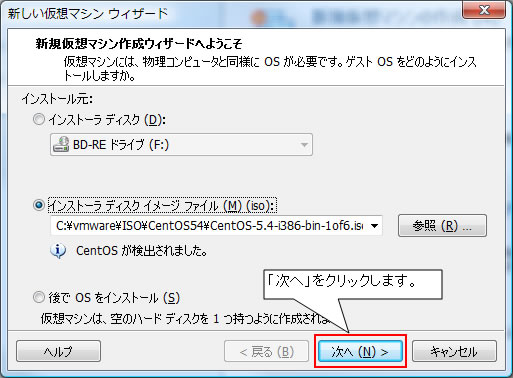 新しい仮想マシン ウィザード
新規仮想マシン作成ウィザードへようこそ
仮想マシンには、物理コンピュータと同様に OS が必要です。ゲスト OS をどのようにインス
トールしますか。
インストール元:
インストーラ ディスク (D):
BD-RE ドライブ (F:)
インストーラ ディスク イメージ ファイル (M) (iso):
C:¥vmware¥ISO¥CentOS54¥CentOS-5.4-i386-bin-1of6.iso
参照 (R) ...
CentOS が検出されました。
「次へ」をクリックします。
後で OS をインストール (S)
仮想マシンは、空のハード ディスクを 1 つ持つように作成されま
ヘルプ
< 戻る (B)
次へ (N) >
キャンセル